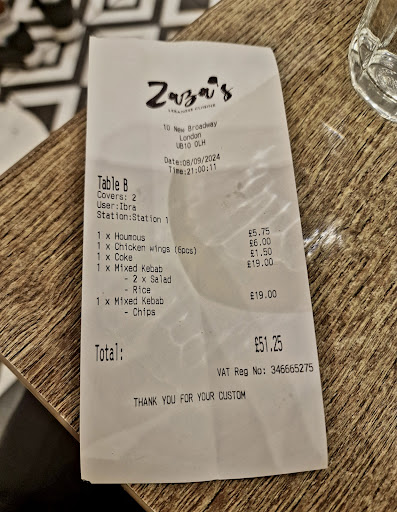 Zaza's
LEBANESE CUISINE
10 New Broadway
London
UB10 0LH
Date:08/09/2024
Time:21:00:11
Table B
Covers: 2
User:Ibra
Station:Station 1
1 x Houmous £5.75
1 x Chicken wings (6pcs) £6.00
1 x Coke £1.50
1 x Mixed Kebab £19.00
- 2 x Salad
- Rice
1 x Mixed Kebab £19.00
- Chips
Total: £51.25
VAT Reg No: 346665275
THANK YOU FOR YOUR CUSTOM